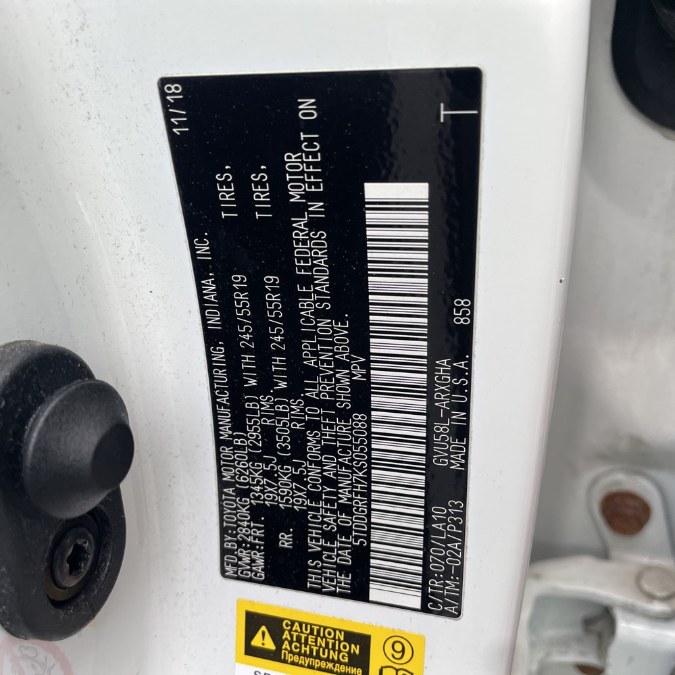 MFD.BY:TOYOTA MOTOR MANUFACTURING, INDIANA, INC. 11/18
GVWR:2840KG (6260LB)
GAWR:FRT. 1345KG (2955LB) WITH 245/55R19 TIRES,
19X7.5J RIMS
RR. 1590KG (3505LB) WITH 245/55R19 TIRES,
19X7.5J RIMS.
THIS VEHICLE CONFORMS TO ALL APPLICABLE FEDERAL MOTOR
VEHICLE SAFETY AND THEFT PREVENTION STANDARDS IN EFFECT ON
THE DATE OF MANUFACTURE SHOWN ABOVE.
5TDDGRFH7KS055088 MPV
C/TR:070/LA10 GVU58L-ARXGHA 858
A/TM:-02A/P313 MADE IN U.S.A.
T
CAUTION
ATTENTION
ACHTUNG
Предупреждение
9